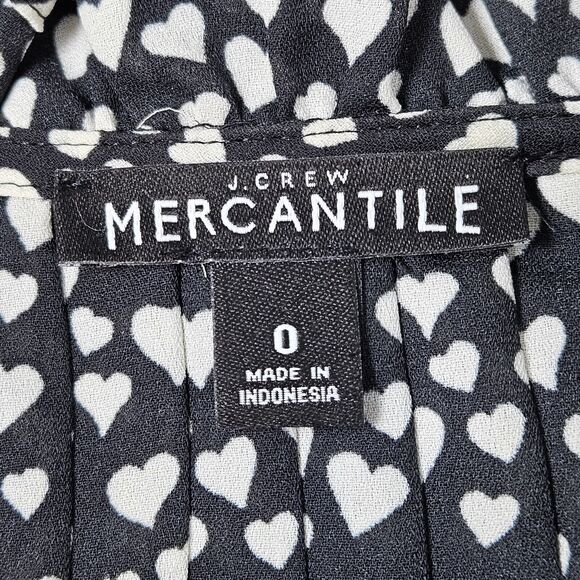 J.CREW
MERCANTILE
0
MADE IN
INDONESIA